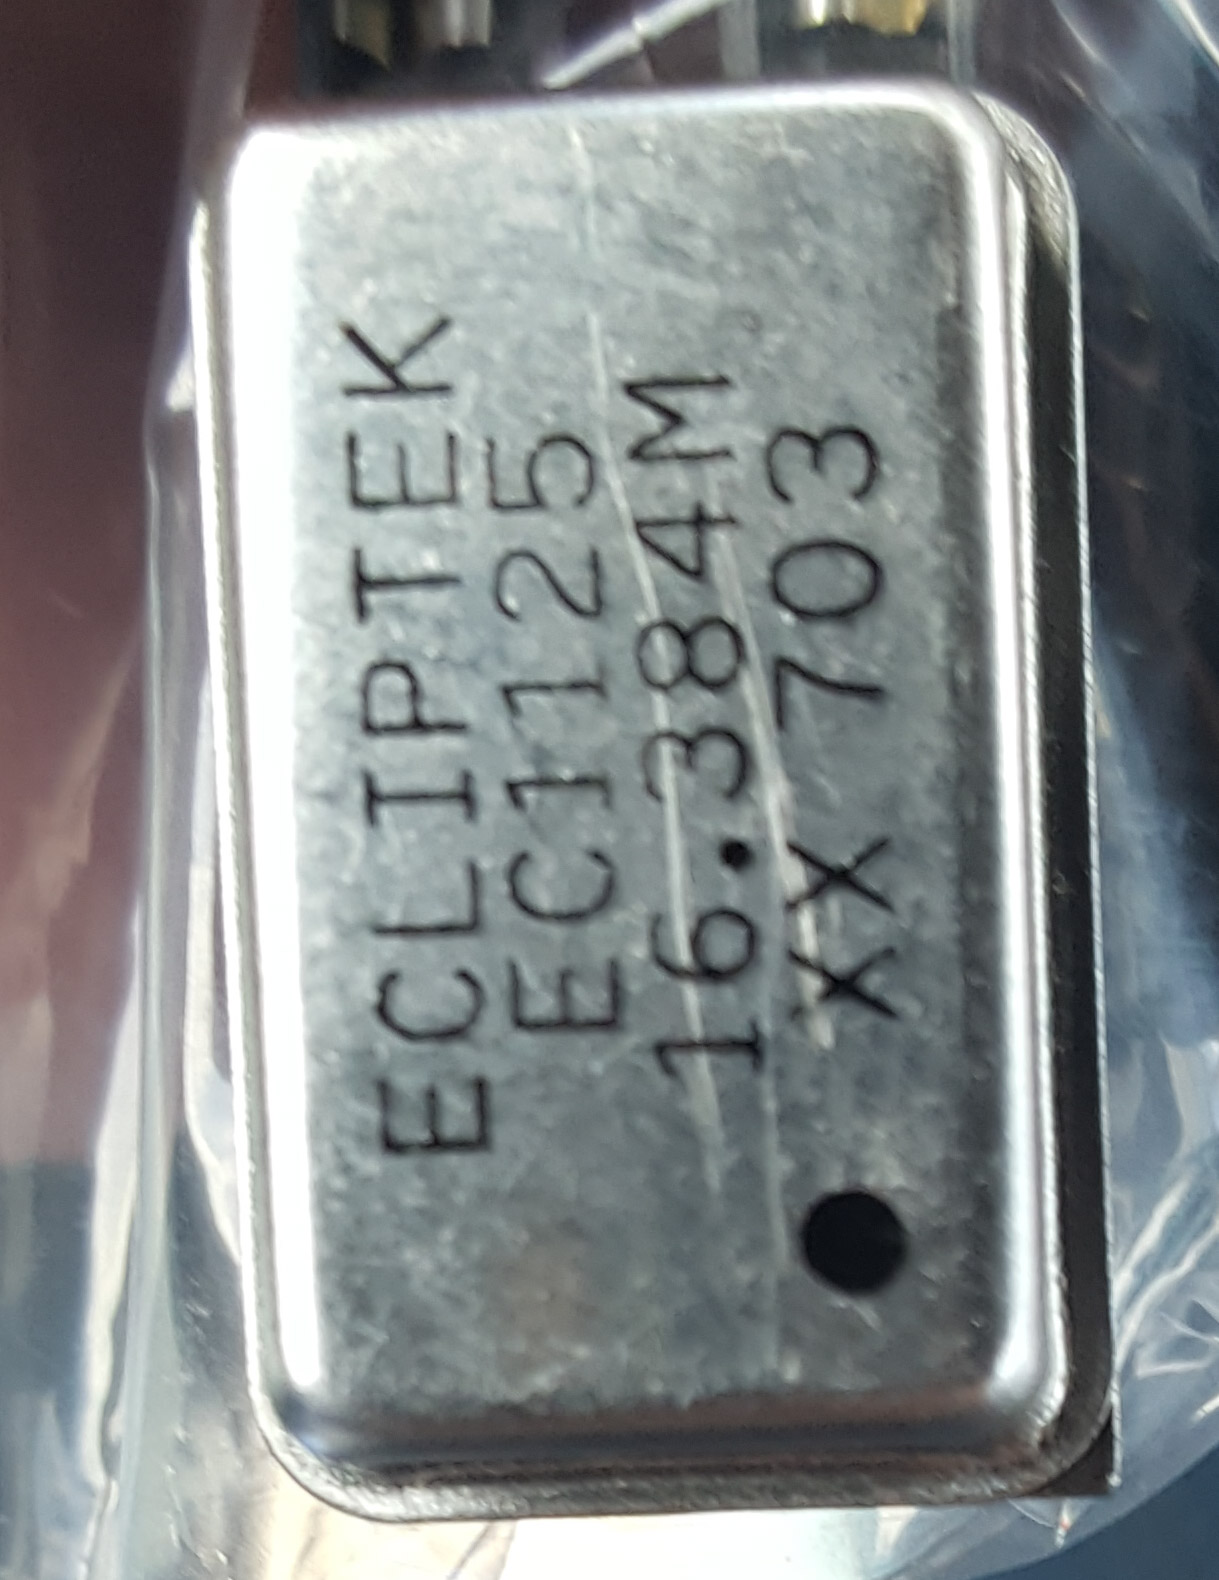 ECLIPTEK
EC1125
16.384M
XX 703